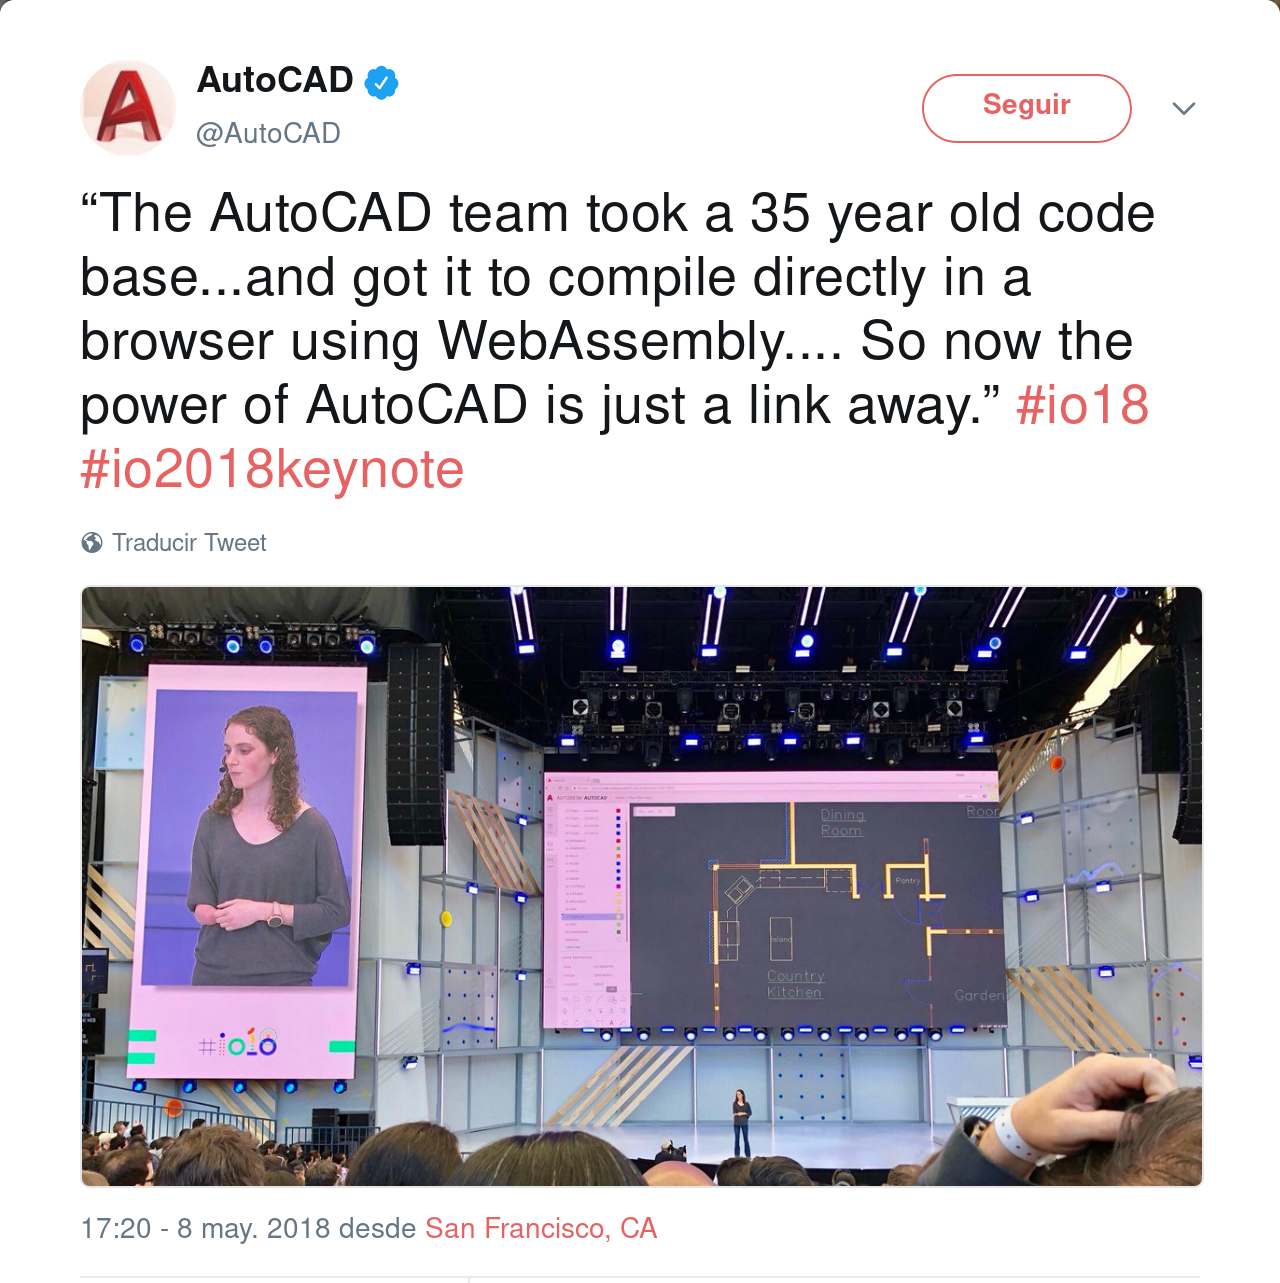 AutoCAD
@AutoCAD
Seguir
“The AutoCAD team took a 35 year old code
base...and got it to compile directly in a
browser using WebAssembly.... So now the
power of AutoCAD is just a link away.” #io18
#io2018keynote
Traducir Tweet
AUTODESK AUTOCAD
Dining
Room
Room
Pantry
Island
Country
Kitchen
Garden
#io18
17:20 - 8 may. 2018 desde San Francisco, CA